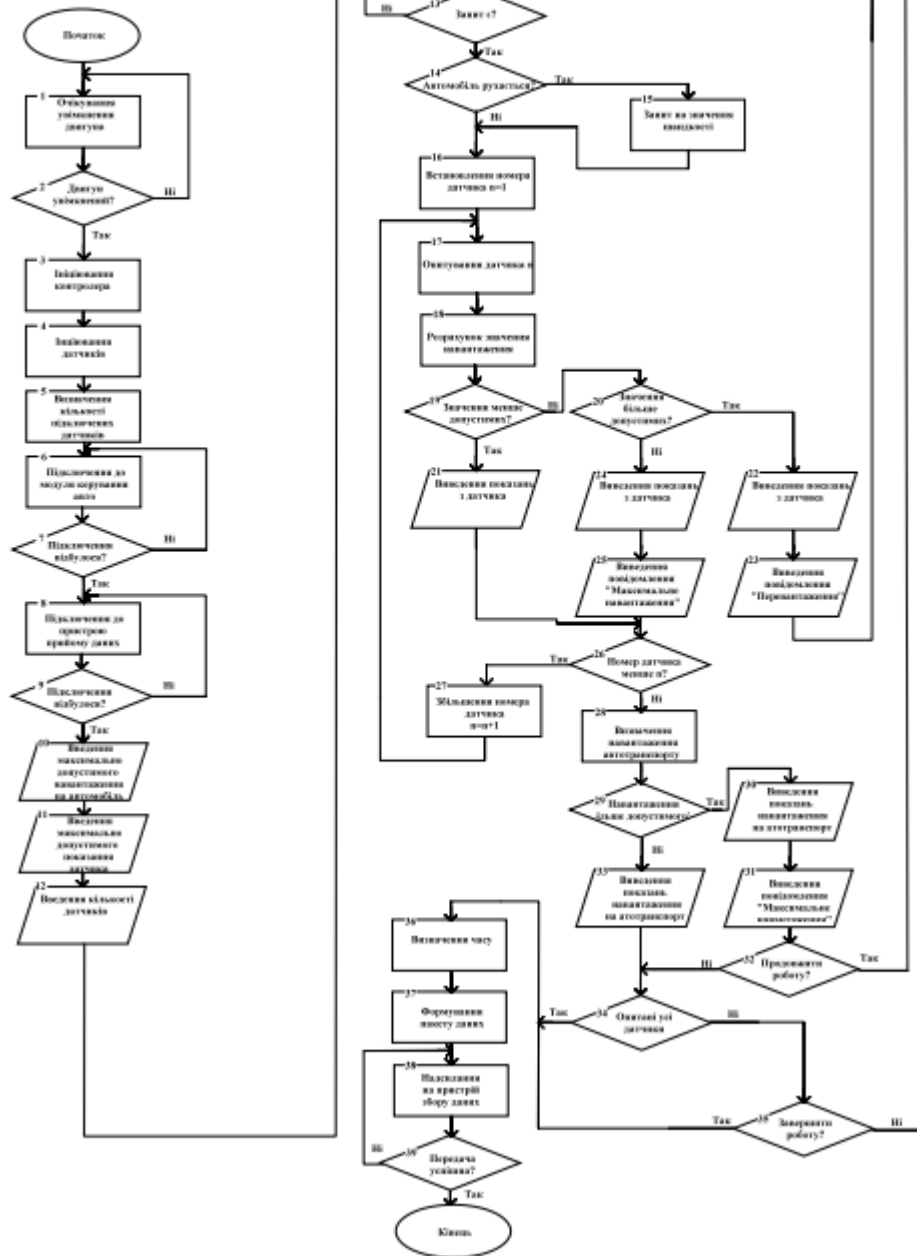 Початок
1
Очікування
увімкнення
двигуна
2
Двигун
увімкнений?
Ні
Так
3
Ініціювання
контролера
4
Ініціювання
датчиків
5
Визначення
кількості
підключених
датчиків
6
Підключення до
модуля керування
авто
7
Підключення
відбулося?
Ні
Так
8
Підключення до
пристрою
прийому даних
9
Підключення
відбулося?
Ні
Так
10
Введення
максимально
допустимого
навантаження
на автомобіль
11
Введення
максимально
допустимого
показання
датчика
12
Введення кількості
датчиків
13
Запит є?
Ні
Так
14
Автомобіль рухається?
Так
Ні
15
Запит на значення
швидкості
16
Встановлення номера
датчика n=1
17
Опитування датчика n
18
Розрахунок значення
навантаження
19
Значення менше
допустимих?
Ні
Так
20
Значення
більше
допустимих?
Так
Ні
21
Виведення показань
з датчика
24
Виведення показань
з датчика
22
Виведення показань
з датчика
25
Виведення
повідомлення
"Максимальне
навантаження"
23
Виведення
повідомлення
"Перевантаження"
26
Номер датчика
менше n?
Так
Ні
27
Збільшення номера
датчика
n=n+1
28
Визначення
навантаження
автотранспорту
29
Навантаження
ільше допустимого
Так
Ні
30
Виведення
показань
навантаження
на атотранспорт
33
Виведення
показань
навантаження
на атотранспорт
31
Виведення
повідомлення
"Максимальне
навантаження"
32
Продовжити
роботу?
Ні
Так
34
Опитані усі
датчики
Так
Ні
35
Завершити
роботу?
Так
Ні
36
Визначення часу
37
Формування
пакету даних
38
Надсилання
на пристрій
збору даних
39
Передача
успішна?
Ні
Так
Кінець